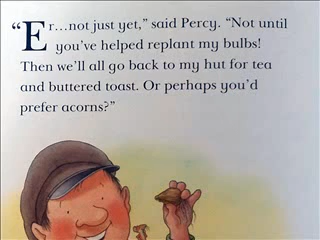 “Er…not just yet,” said Percy. “Not until
you’ve helped replant my bulbs!
Then we’ll all go back to my hut for tea
and buttered toast. Or perhaps you’d
prefer acorns?”